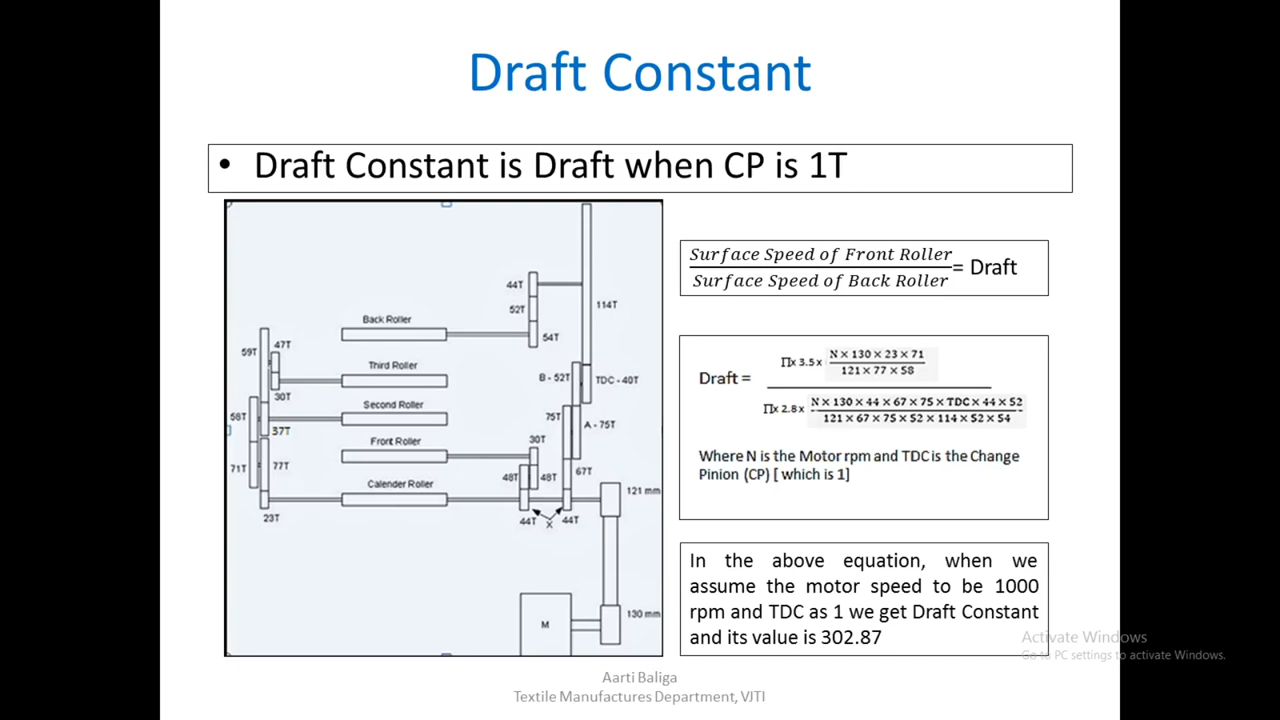 Draft Constant
• Draft Constant is Draft when CP is 1T
44T
52T
114T
Back Roller
54T
47T
59T
Third Roller
B - 52T
TDC - 40T
30T
Second Roller
58T
75T
A - 75T
37T
Front Roller
30T
71T
77T
48T
48T
67T
Calender Roller
121 mm
23T
44T
X
44T
130 mm
M
Surface Speed of Front Roller
Surface Speed of Back Roller
= Draft
Draft =
∏x 3.5 x
N × 130 × 23 × 71
121 × 77 × 58
∏x 2.8 x
N × 130 × 44 × 67 × 75 × TDC × 44 × 52
121 × 67 × 75 × 52 × 114 × 52 × 54
Where N is the Motor rpm and TDC is the Change
Pinion (CP) [ which is 1]
In the above equation, when we
assume the motor speed to be 1000
rpm and TDC as 1 we get Draft Constant
and its value is 302.87
Activate Windows
Go to PC settings to activate Windows.
Aarti Baliga
Textile Manufactures Department, VJTI